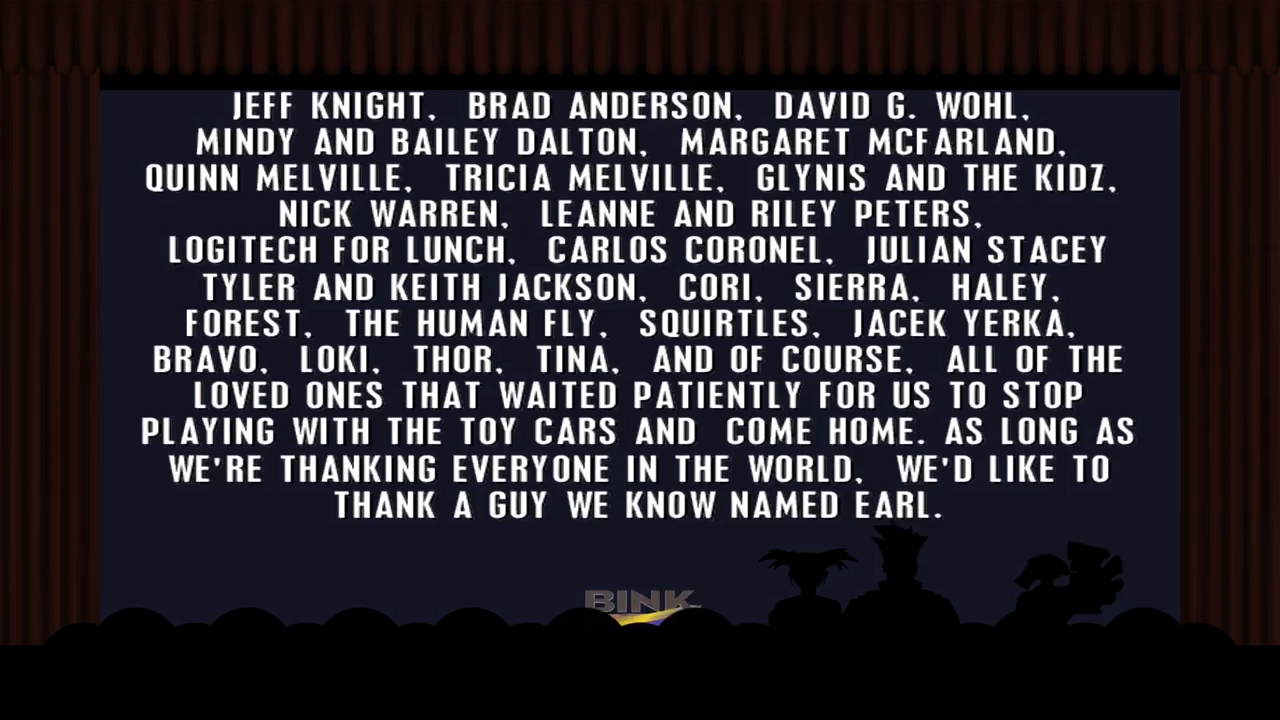 JEFF KNIGHT, BRAD ANDERSON, DAVID G. WOHL,
MINDY AND BAILEY DALTON, MARGARET MCFARLAND,
QUINN MELVILLE, TRICIA MELVILLE, GLYNIS AND THE KIDZ,
NICK WARREN, LEANNE AND RILEY PETERS,
LOGITECH FOR LUNCH, CARLOS CORONEL, JULIAN STACEY
TYLER AND KEITH JACKSON, CORI, SIERRA, HALEY,
FOREST, THE HUMAN FLY, SQUIRTLES, JACEK YERKA,
BRAVO, LOKI, THOR, TINA, AND OF COURSE, ALL OF THE
LOVED ONES THAT WAITED PATIENTLY FOR US TO STOP
PLAYING WITH THE TOY CARS AND COME HOME. AS LONG AS
WE'RE THANKING EVERYONE IN THE WORLD, WE'D LIKE TO
THANK A GUY WE KNOW NAMED EARL.
BINK